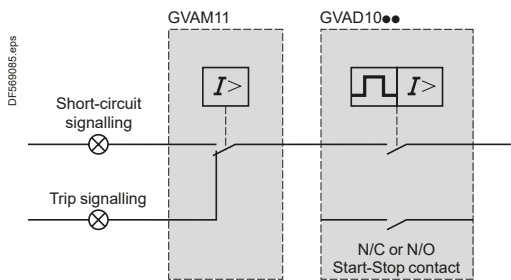 GVAM11
GVAD10●●
DF569085.eps
I>
I>
Short-circuit
signalling
Trip signalling
N/C or N/O
Start-Stop contact